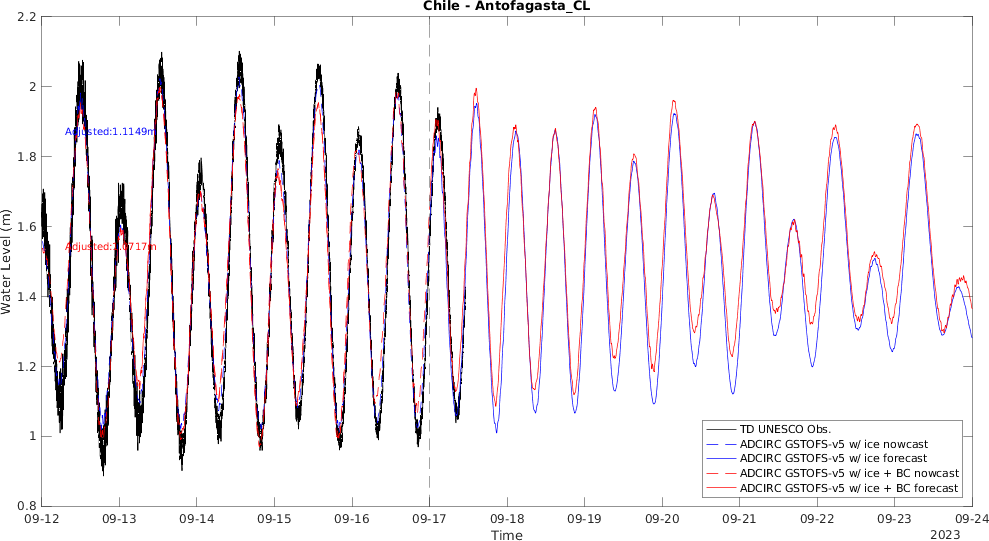 Chile - Antofagasta_CL
2.2
2
1.8
1.6
1.4
1.2
1
0.8
Water Level (m)
Adjusted:1.1149m
TD UNESCO Obs.
ADCIRC GSTOFS-v5 w/ ice nowcast
ADCIRC GSTOFS-v5 w/ ice forecast
ADCIRC GSTOFS-v5 w/ ice + BC nowcast
ADCIRC GSTOFS-v5 w/ ice + BC forecast
09-12 09-13 09-14 09-15 09-16 09-17 09-18 09-19 09-20 09-21 09-22 09-23 09-24
Time
2023